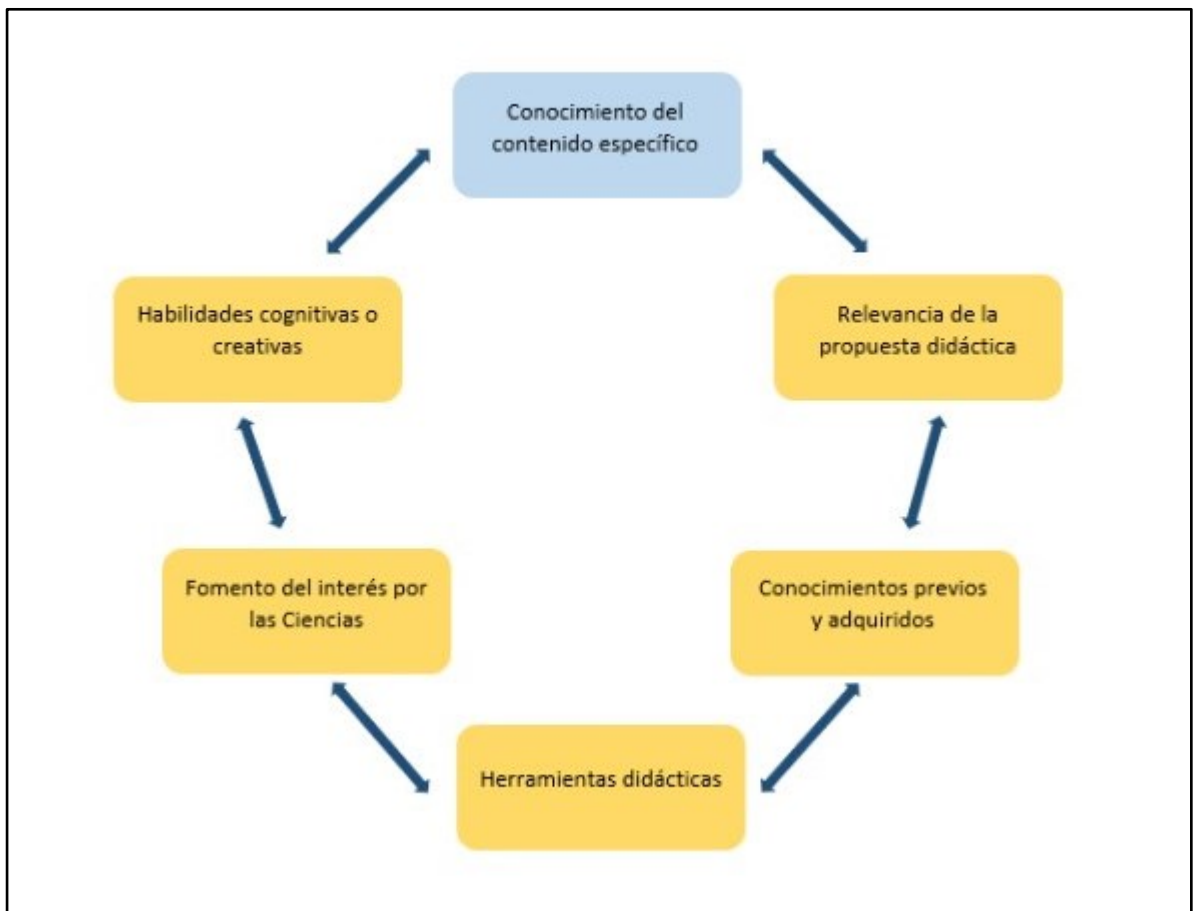 Conocimiento del
contenido específico
Habilidades cognitivas o
creativas
Relevancia de la
propuesta didáctica
Fomento del interés por
las Ciencias
Conocimientos previos
y adquiridos
Herramientas didácticas